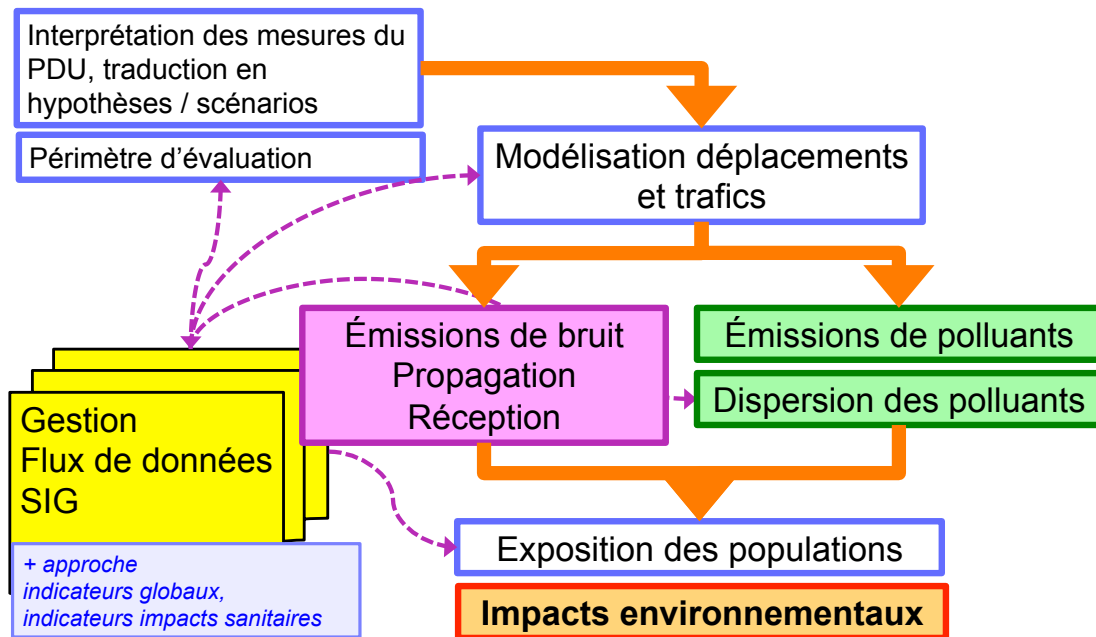 Interprétation des mesures du
PDU, traduction en
hypothèses / scénarios
Périmètre d'évaluation
Modélisation déplacements
et trafics
Émissions de bruit
Propagation
Réception
Émissions de polluants
Dispersion des polluants
Gestion
Flux de données
SIG
+ approche
indicateurs globaux,
indicateurs impacts sanitaires
Exposition des populations
Impacts environnementaux